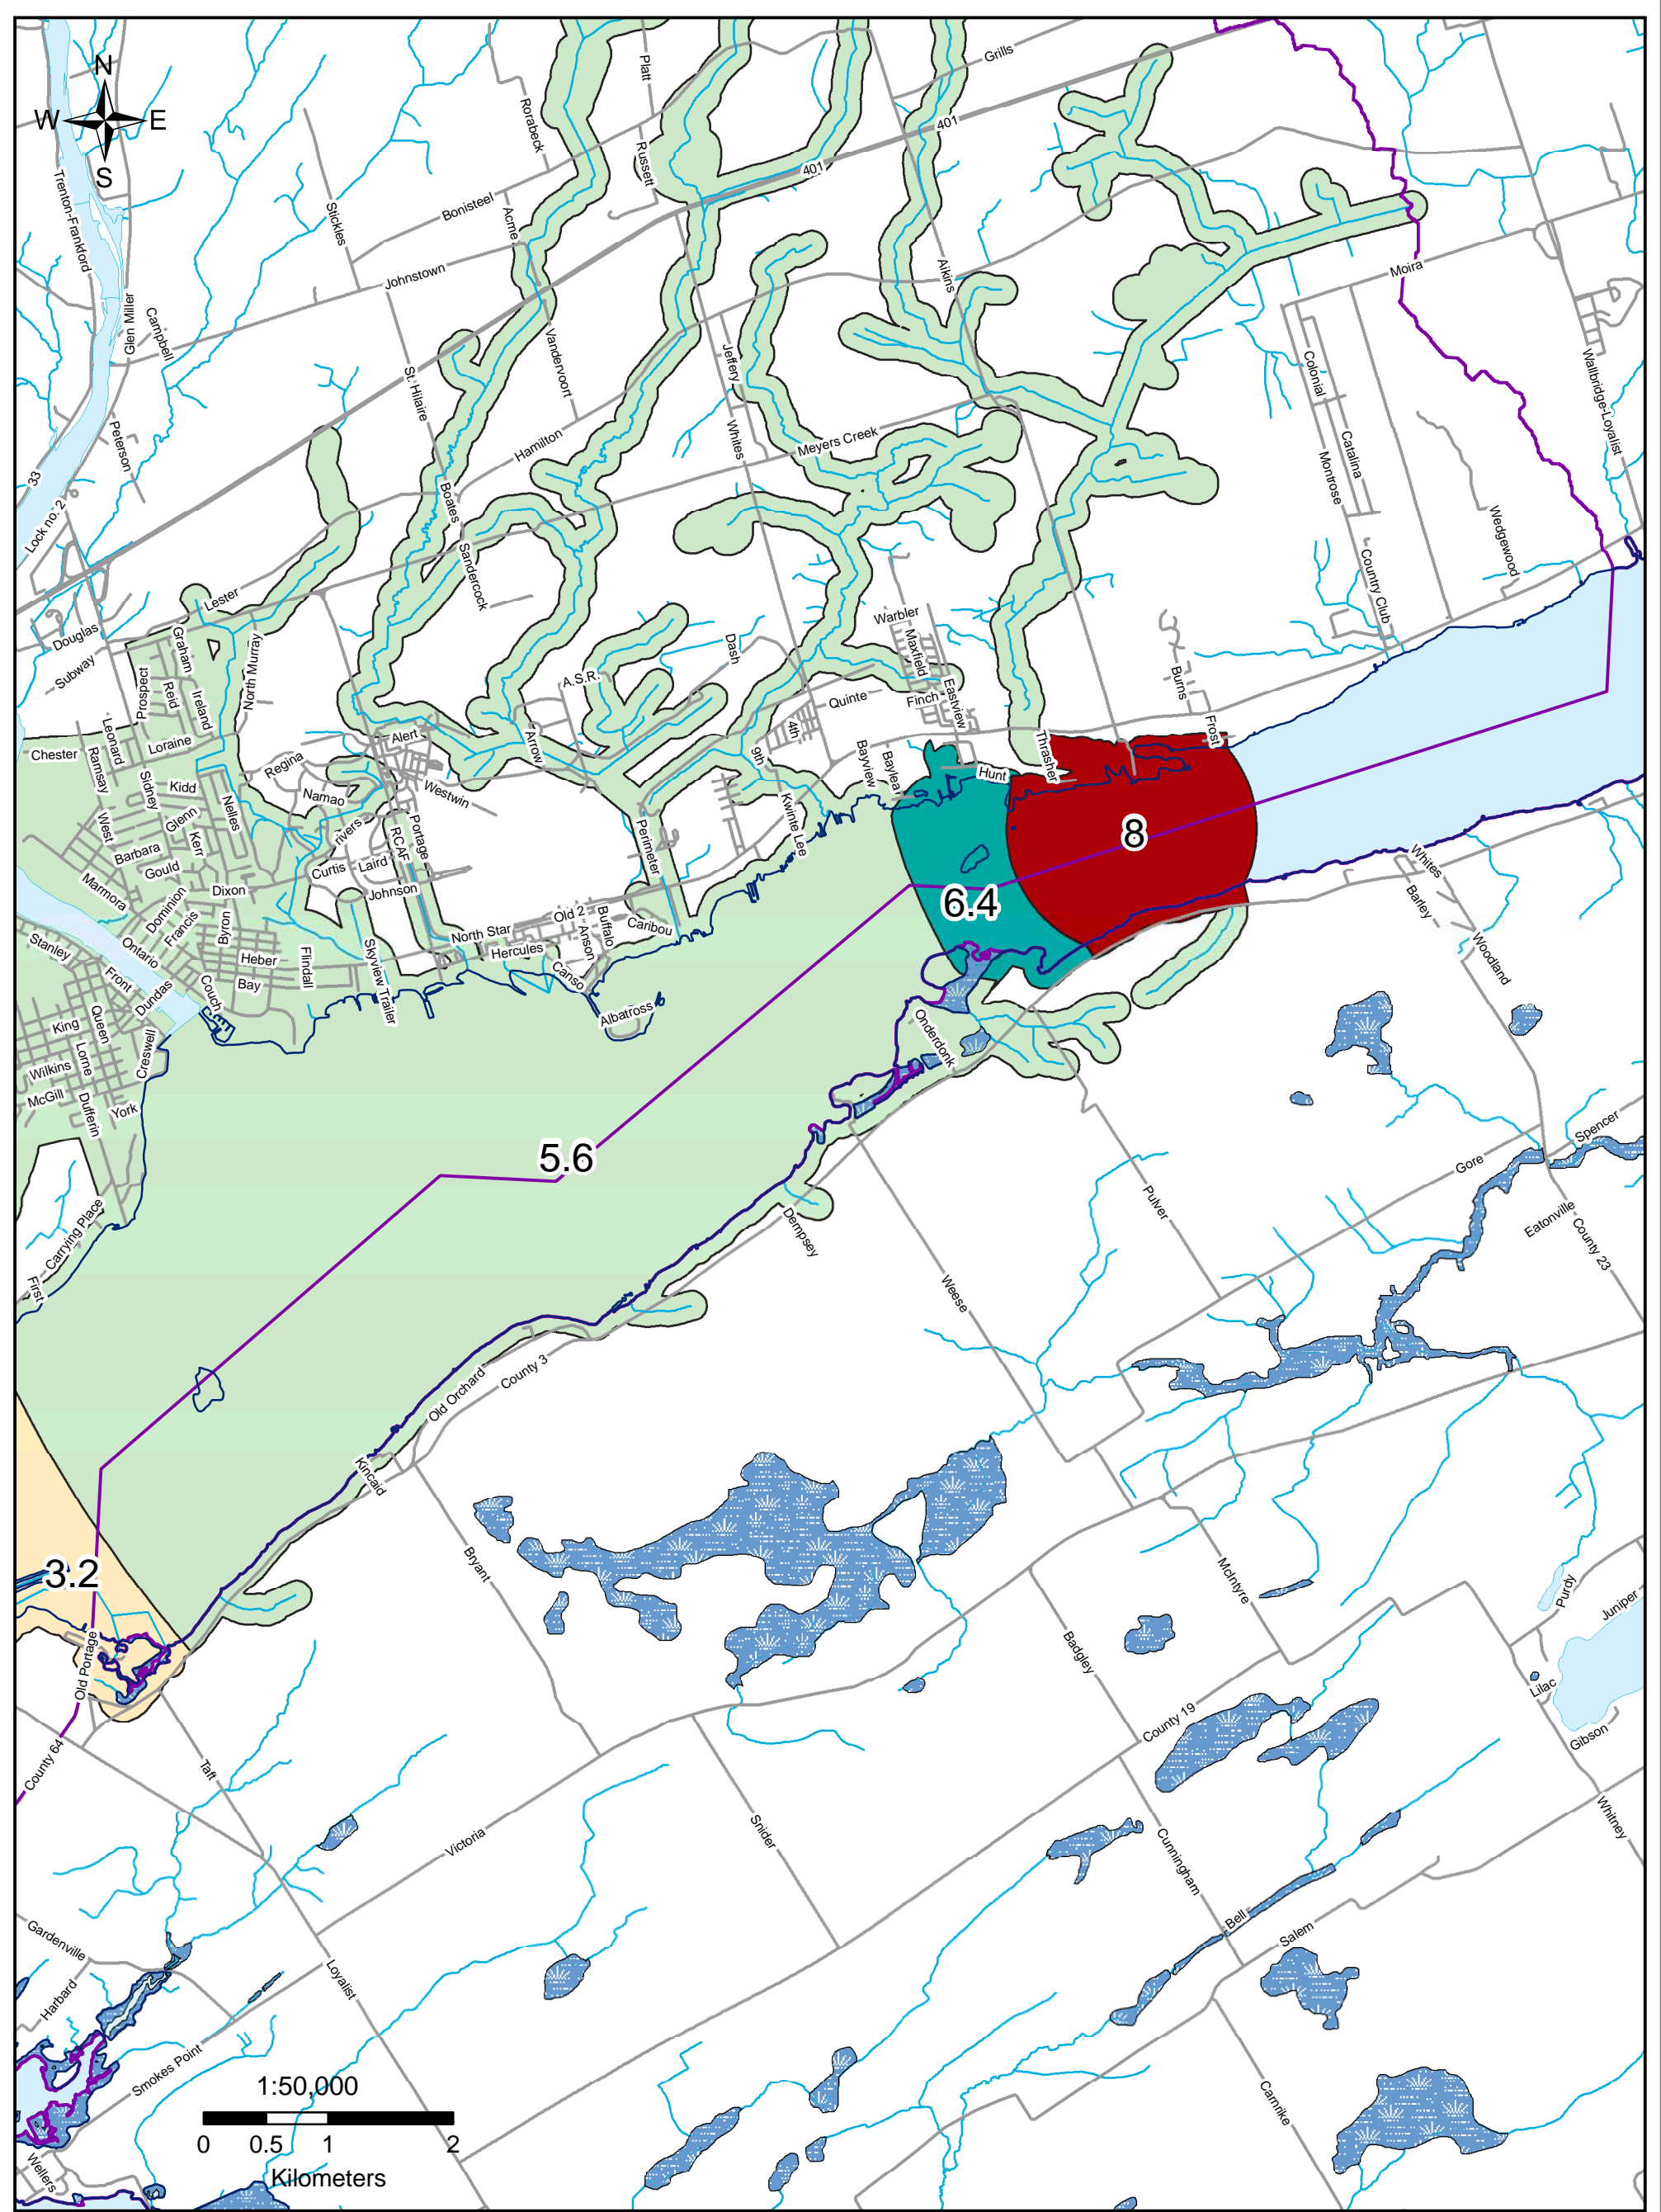 N
W E
S
Grills
Platt
Rorabeck
401
Russett
401
Trenton-Frankford
Bonisteel
Acme
Stickles
Johnstown
Aikins
Moira
Glen Miller
Campbell
Vandervoort
Jeffery
Colonial
Wallbridge-Loyalist
St. Hilaire
Peterson
Hamilton
Whites
Meyers Creek
Catalina
Montrose
33
Lock no. 2
Boates
Sandercock
Wedgewood
Country Club
Lester
Douglas
Subway
Graham
North Murray
Warbler
Maxfield
Dash
Prospect
Reid
Ireland
A.S.R.
Quinte
Finch
Eastview
Burns
Chester
Leonard
Ramsay
Loraine
Alert
Arrow
4th
9th
Bayview
Baylea
Hunt
Thrasher
Frost
Regina
Sidney
Kidd
Namao
Westwin
Nelles
Glenn
Kerr
West
rivers
RCAF
Portage
Perimeter
Kwinte Lee
8
Barbara
Gould
Curtis
Laird
Whites
Marmora
Dixon
Johnson
6.4
Barley
Dominion
Francis
Byron
Old 2
Buffalo
Anson
Caribou
North Star
Hercules
Stanley
Ontario
Heber
Flindall
Skyview Trailer
Canso
Woodland
Front
Dundas
Couch
Bay
Albatross
King
Queen
Creswell
Onderdonk
Lorne
Wilkins
McGill
Dufferin
York
Spencer
5.6
Gore
Pulver
Carrying Place
First
Dempsey
Eatonville
County 23
Weese
County 3
Old Orchard
Kincaid
3.2
Bryant
McIntyre
Purdy
Juniper
Old Portage
Badgley
Lilac
County 19
Gibson
County 64
Taft
Whitney
Victoria
Snider
Cunningham
Bell
Salem
Gardenville
Harbard
Loyalist
Smokes Point
Carnrike
Wellers
1:50,000
0 0.5 1 2
Kilometers